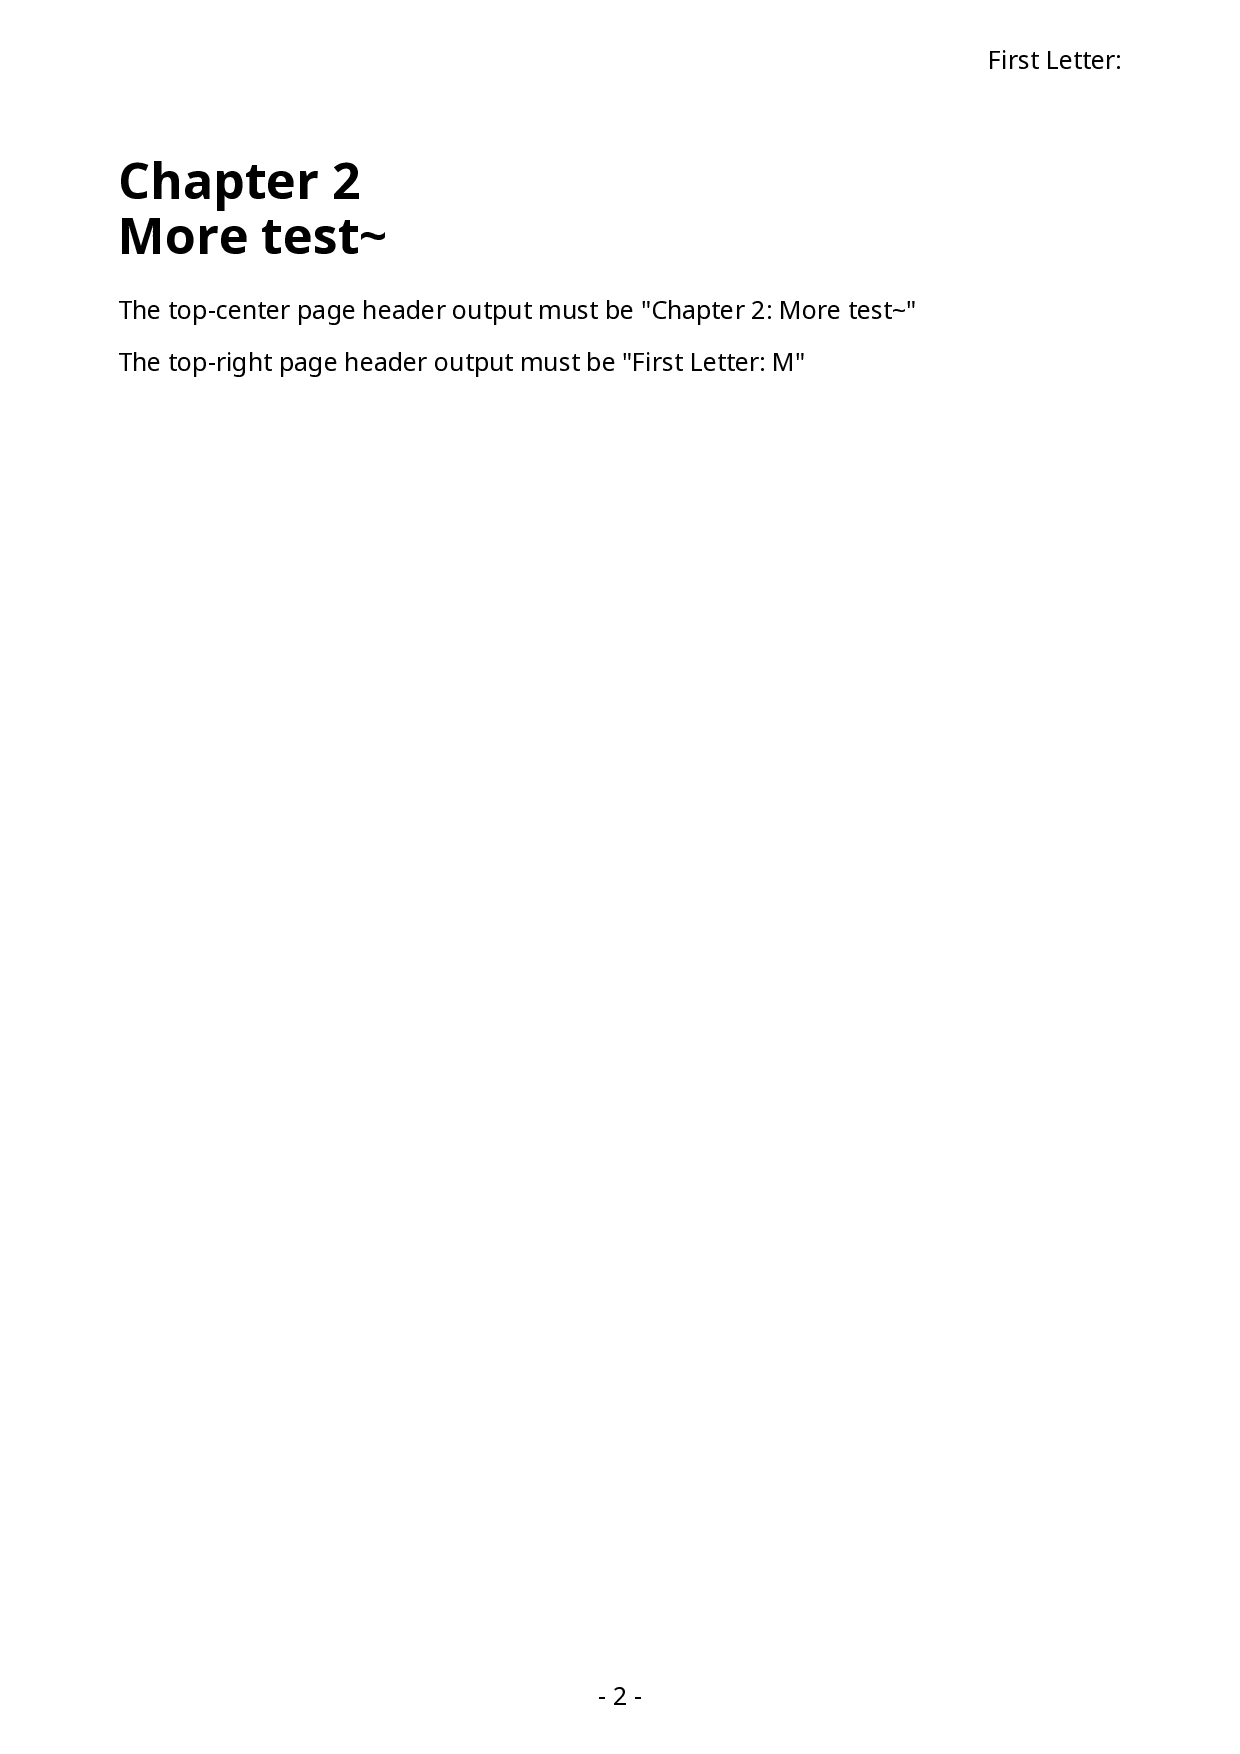 First Letter:
Chapter 2
More test~
The top-center page header output must be "Chapter 2: More test~"
The top-right page header output must be "First Letter: M"
- 2 -